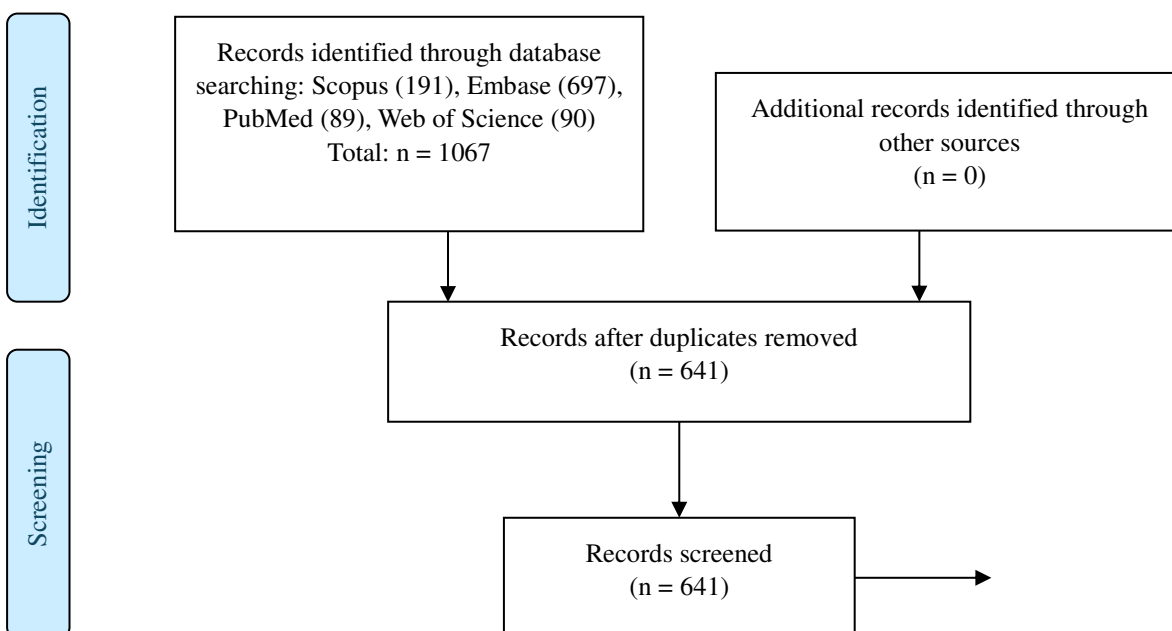 Identification
Records identified through database
searching: Scopus (191), Embase (697),
PubMed (89), Web of Science (90)
Total: n = 1067
Additional records identified through
other sources
(n = 0)
Records after duplicates removed
(n = 641)
Screening
Records screened
(n = 641)